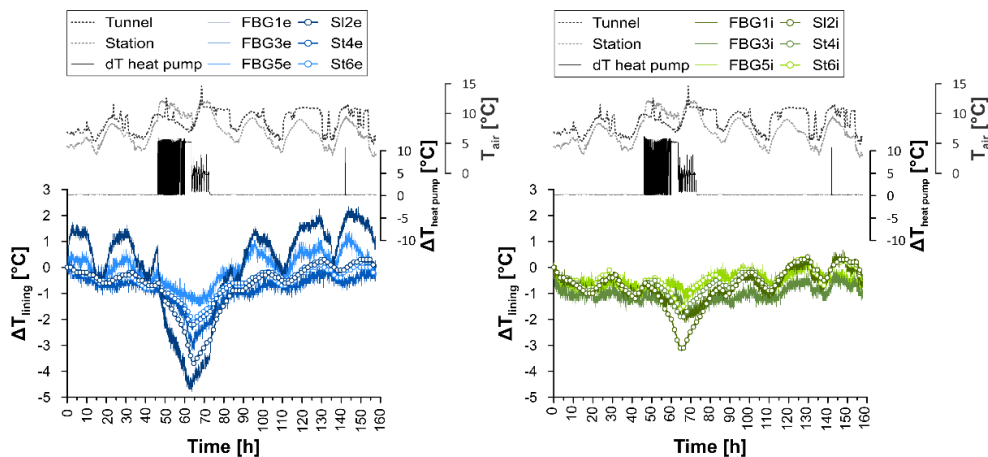 Tunnel FBG1e Sl2e
Station FBG3e St4e
dT heat pump FBG5e St6e
15
10
5
0
T_air [°C]
10
5
0
-5
-10
ΔT_heat pump [°C]
3
2
1
0
-1
-2
-3
-4
-5
ΔT_lining [°C]
0 10 20 30 40 50 60 70 80 90 100 110 120 130 140 150 160
Time [h]
Tunnel FBG1i Sl2i
Station FBG3i St4i
dT heat pump FBG5i St6i
15
10
5
0
T_air [°C]
10
5
0
-5
-10
ΔT_heat pump [°C]
3
2
1
0
-1
-2
-3
-4
-5
ΔT_lining [°C]
0 10 20 30 40 50 60 70 80 90 100 110 120 130 140 150 160
Time [h]